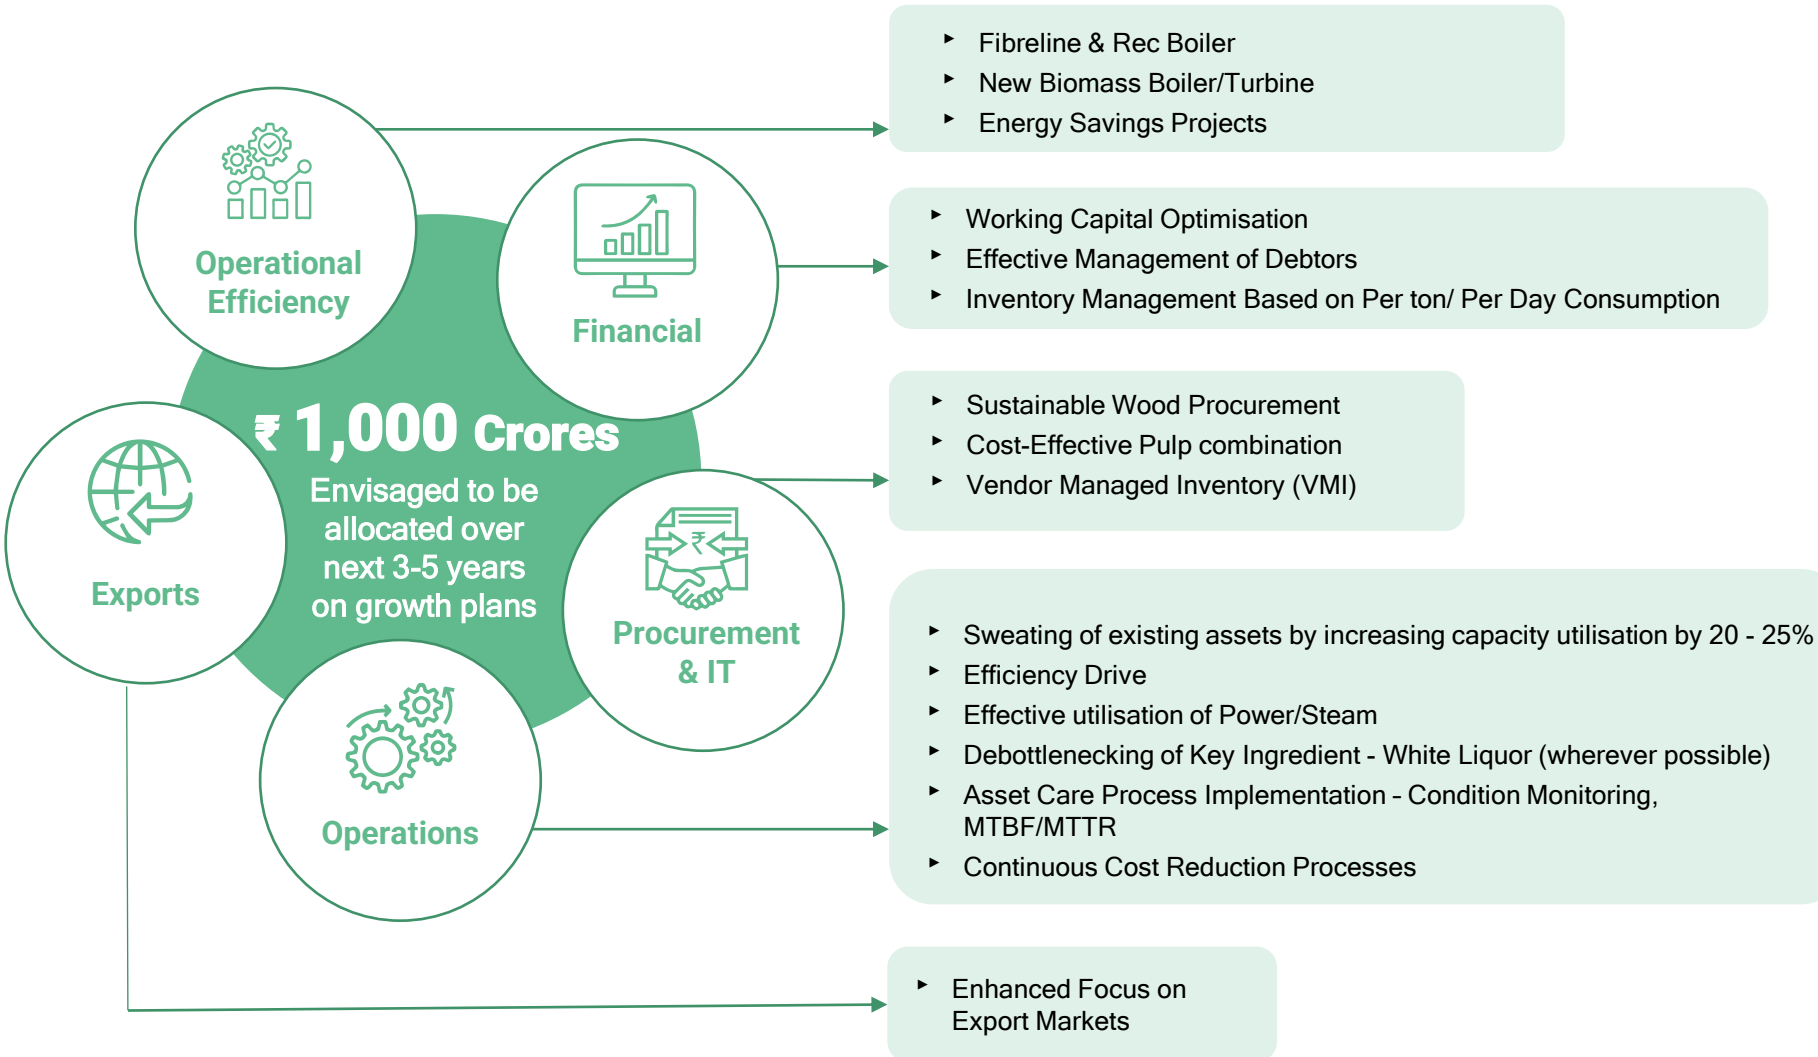 Operational
Efficiency
► Fibreline & Rec Boiler
► New Biomass Boiler/Turbine
► Energy Savings Projects
Financial
► Working Capital Optimisation
► Effective Management of Debtors
► Inventory Management Based on Per ton/ Per Day Consumption
₹ 1,000 Crores
Envisaged to be
allocated over
next 3-5 years
on growth plans
₹
Procurement
& IT
► Sustainable Wood Procurement
► Cost-Effective Pulp combination
► Vendor Managed Inventory (VMI)
Operations
► Sweating of existing assets by increasing capacity utilisation by 20 - 25%
► Efficiency Drive
► Effective utilisation of Power/Steam
► Debottlenecking of Key Ingredient - White Liquor (wherever possible)
► Asset Care Process Implementation – Condition Monitoring,
MTBF/MTTR
► Continuous Cost Reduction Processes
Exports
► Enhanced Focus on
Export Markets